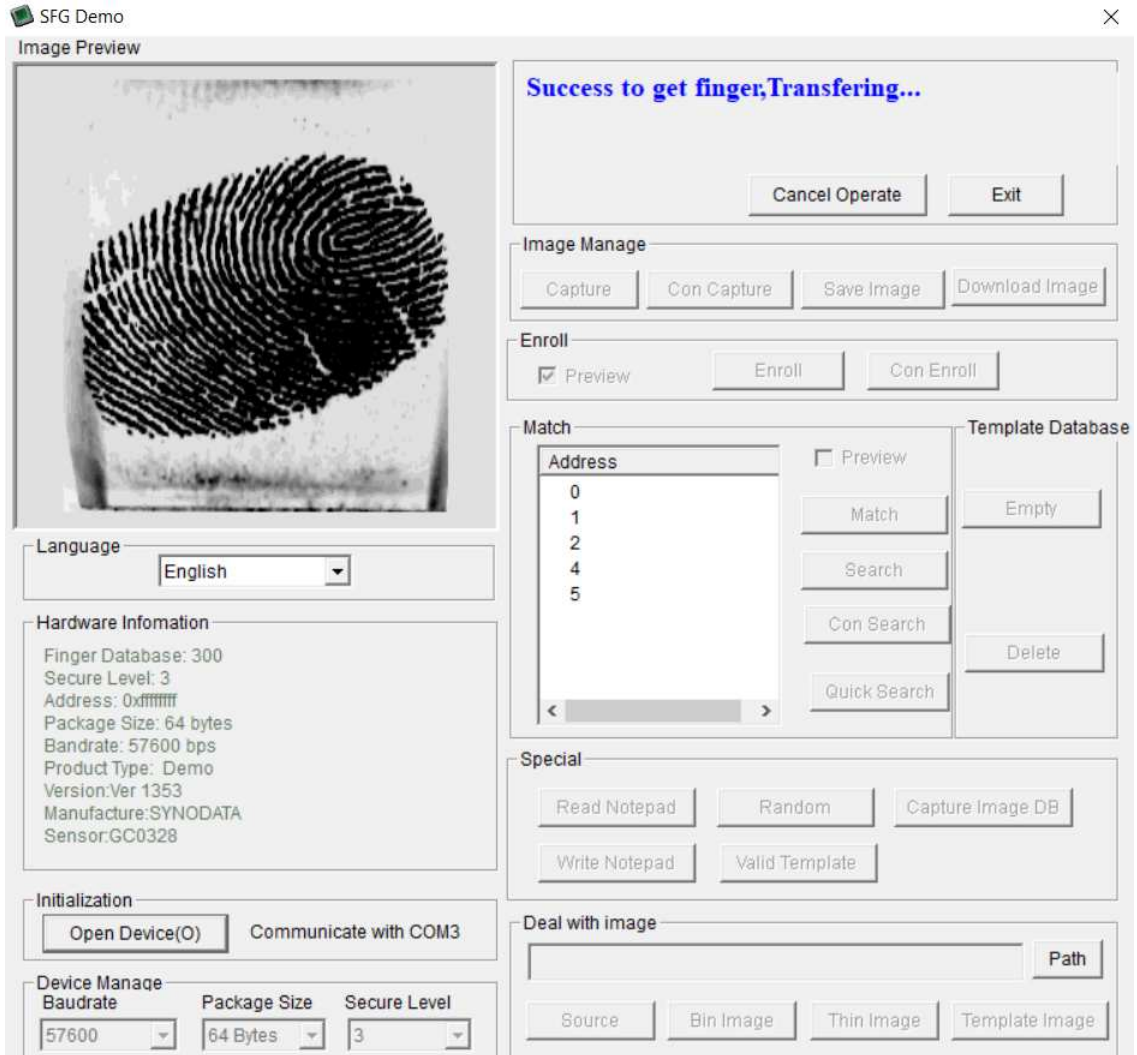 SFG Demo
Image Preview
Success to get finger,Transfering...
Cancel Operate Exit
Image Manage
Capture Con Capture Save Image Download Image
Enroll
Preview Enroll Con Enroll
Match
Address
0
1
2
4
5
Preview
Match
Search
Con Search
Quick Search
Template Database
Empty
Delete
Language
English
Hardware Infomation
Finger Database: 300
Secure Level: 3
Address: 0xffffffff
Package Size: 64 bytes
Bandrate: 57600 bps
Product Type: Demo
Version:Ver 1353
Manufacture:SYNODATA
Sensor:GC0328
Special
Read Notepad Random Capture Image DB
Write Notepad Valid Template
Initialization
Open Device(O) Communicate with COM3
Deal with image
Path
Source Bin Image Thin Image Template Image
Device Manage
Baudrate Package Size Secure Level
57600 64 Bytes 3